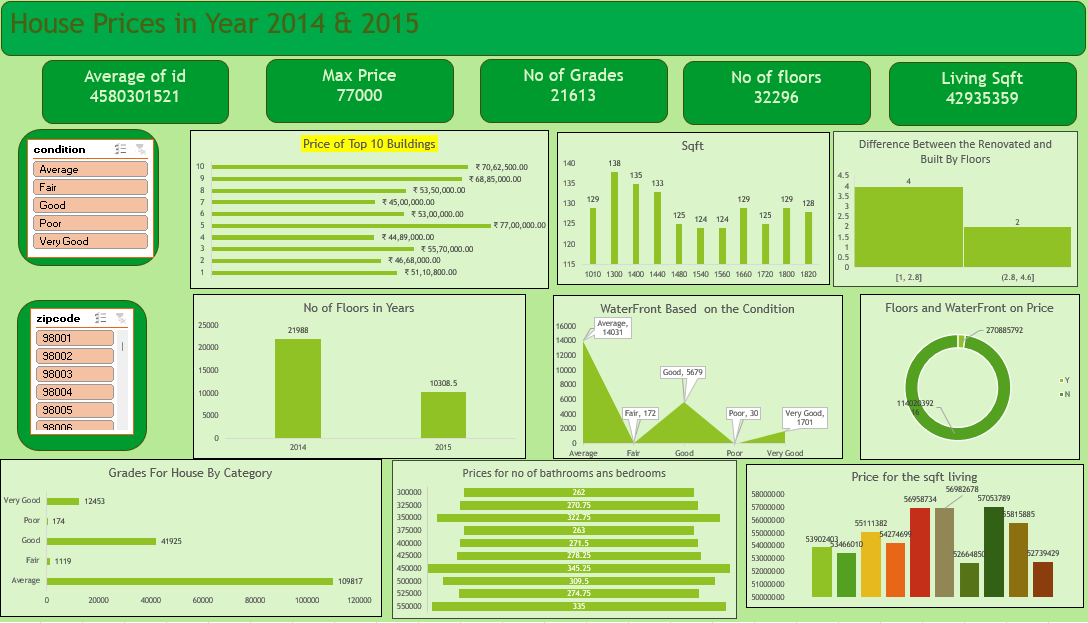 House Prices in Year 2014 & 2015
Average of id
4580301521
Max Price
77000
No of Grades
21613
No of floors
32296
Living Sqft
42935359
condition
Average
Fair
Good
Poor
Very Good
Price of Top 10 Buildings
10 ₹ 70,62,500.00
9 ₹ 68,85,000.00
8 ₹ 53,50,000.00
7 ₹ 45,00,000.00
6 ₹ 53,00,000.00
5 ₹ 77,00,000.00
4 ₹ 44,89,000.00
3 ₹ 55,70,000.00
2 ₹ 46,68,000.00
1 ₹ 51,10,800.00
Sqft
140
135
130
125
120
115
129 138 135 133 125 124 124 129 125 129 128
1010 1300 1400 1440 1480 1540 1560 1660 1720 1800 1820
Difference Between the Renovated and
Built By Floors
4.5
4
3.5
3
2.5
2
1.5
1
0.5
0
4
2
[1, 2.8] (2.8, 4.6]
zipcode
98001
98002
98003
98004
98005
98006
No of Floors in Years
25000
20000
15000
10000
5000
0
21988
10308.5
2014 2015
WaterFront Based on the Condition
16000
14000
12000
10000
8000
6000
4000
2000
0
Average,
14031
Fair, 172
Good, 5679
Poor, 30
Very Good,
1701
Average Fair Good Poor Very Good
Floors and WaterFront on Price
270885792
114020392
16
Y
N
Grades For House By Category
Very Good 12453
Poor 174
Good 41925
Fair 1119
Average 109817
0 20000 40000 60000 80000 100000 120000
Prices for no of bathrooms ans bedrooms
300000 262
325000 270.75
350000 322.75
375000 263
400000 271.5
425000 278.25
450000 345.25
500000 309.5
525000 274.75
550000 335
Price for the sqft living
58000000
57000000
56000000
55000000
54000000
53000000
52000000
51000000
50000000
53902403
53466010
55111382
54274699
56958734
56982678
52664850
57053789
55815885
52739429